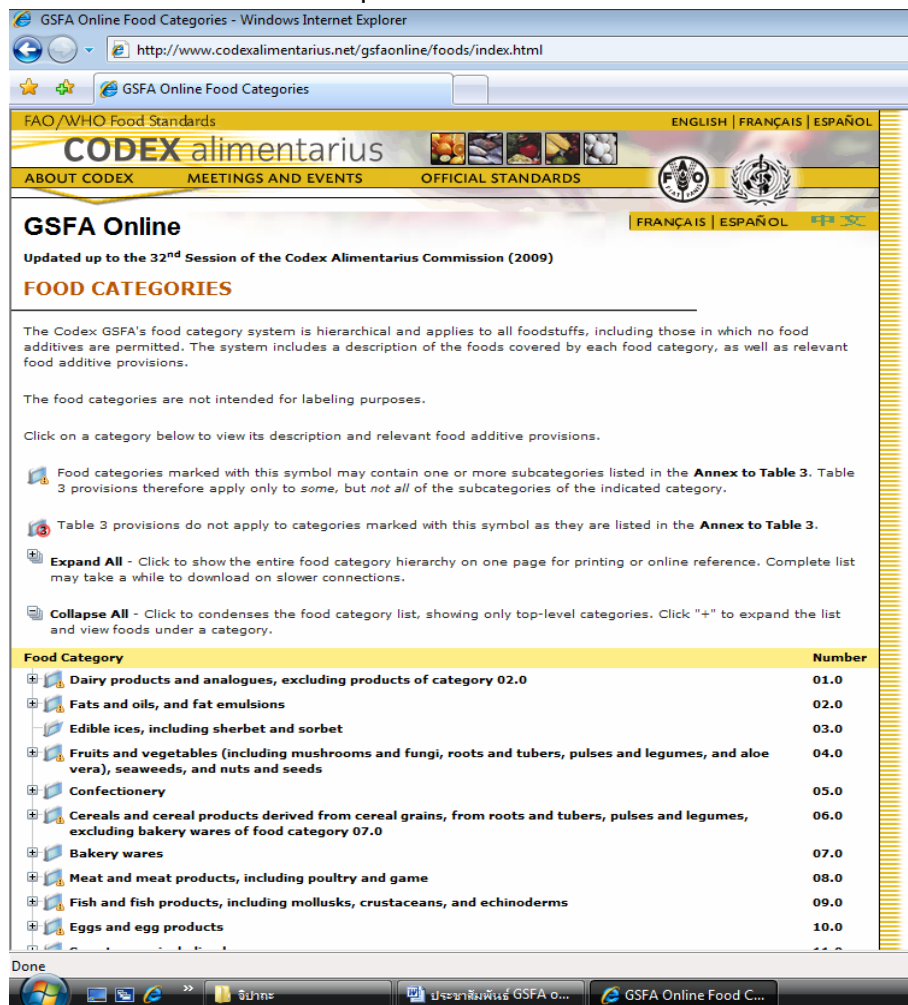 GSFA Online Food Categories - Windows Internet Explorer
http://www.codexalimentarius.net/gsfaonline/foods/index.html
GSFA Online Food Categories
FAO/WHO Food Standards
ENGLISH | FRANÇAIS | ESPAÑOL
CODEX alimentarius
ABOUT CODEX MEETINGS AND EVENTS OFFICIAL STANDARDS
GSFA Online
FRANÇAIS | ESPAÑOL 中文
Updated up to the 32nd Session of the Codex Alimentarius Commission (2009)
FOOD CATEGORIES
The Codex GSFA's food category system is hierarchical and applies to all foodstuffs, including those in which no food
additives are permitted. The system includes a description of the foods covered by each food category, as well as relevant
food additive provisions.
The food categories are not intended for labeling purposes.
Click on a category below to view its description and relevant food additive provisions.
Food categories marked with this symbol may contain one or more subcategories listed in the Annex to Table 3. Table
3 provisions therefore apply only to some, but not all of the subcategories of the indicated category.
Table 3 provisions do not apply to categories marked with this symbol as they are listed in the Annex to Table 3.
Expand All - Click to show the entire food category hierarchy on one page for printing or online reference. Complete list
may take a while to download on slower connections.
Collapse All - Click to condenses the food category list, showing only top-level categories. Click "+" to expand the list
and view foods under a category.
Food Category Number
Dairy products and analogues, excluding products of category 02.0 01.0
Fats and oils, and fat emulsions 02.0
Edible ices, including sherbet and sorbet 03.0
Fruits and vegetables (including mushrooms and fungi, roots and tubers, pulses and legumes, and aloe 04.0
vera), seaweeds, and nuts and seeds
Confectionery 05.0
Cereals and cereal products derived from cereal grains, from roots and tubers, pulses and legumes, 06.0
excluding bakery wares of food category 07.0
Bakery wares 07.0
Meat and meat products, including poultry and game 08.0
Fish and fish products, including mollusks, crustaceans, and echinoderms 09.0
Eggs and egg products 10.0
Done
จิปาถะ
ประชาสัมพันธ์ GSFA o...
GSFA Online Food C...